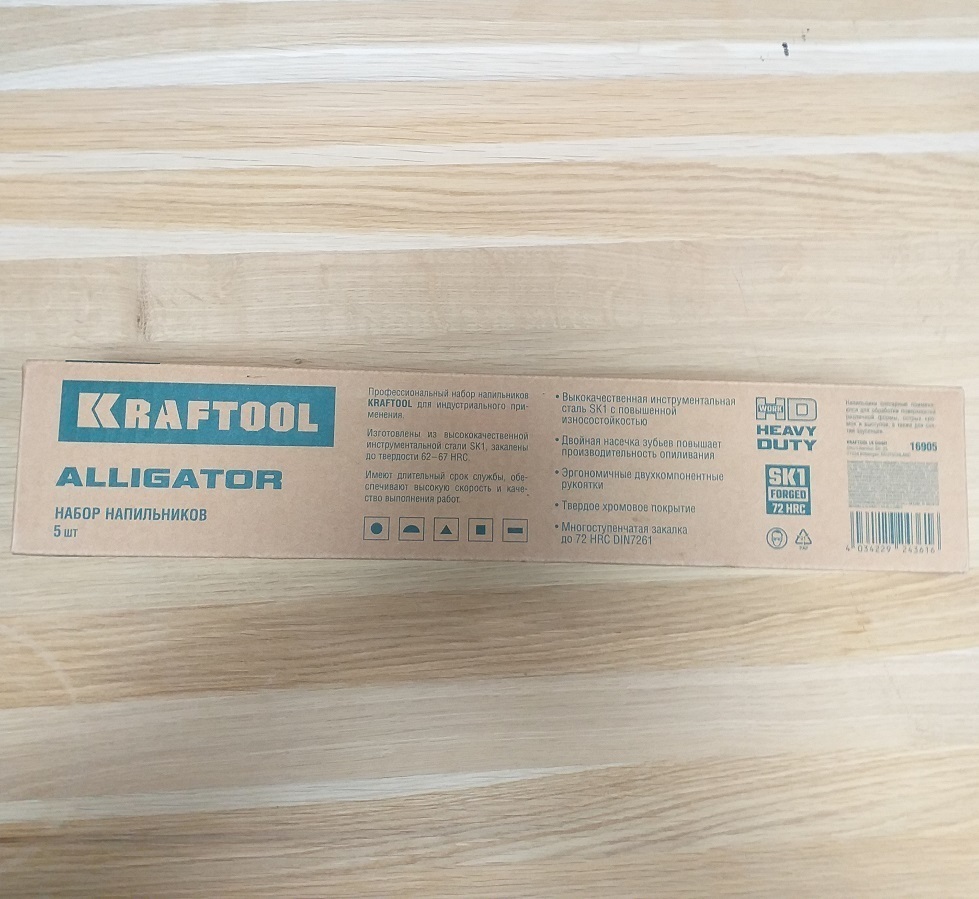 KRAFTOOL
ALLIGATOR
НАБОР НАПИЛЬНИКОВ
5 шт
Профессиональный набор напильников
KRAFTOOL для индустриального при-
менения.
Изготовлены из высококачественной
инструментальной стали SK1, закалены
до твердости 62–67 HRC.
Имеют длительный срок службы, обе-
спечивают высокую скорость и каче-
ство выполнения работ.
• Выкокачественная инструментальная
сталь SK1 с повышенной
износостойкостью
• Двойная насечка зубьев повышает
производительность опиливания
• Эргономичные двухкомпонентные
рукоятки
• Твердое хромовое покрытие
• Многоступенчатая закалка
до 72 HRC DIN7261
WORK HD
HEAVY
DUTY
SK1
FORGED
72 HRC
16905
4 034229 243616